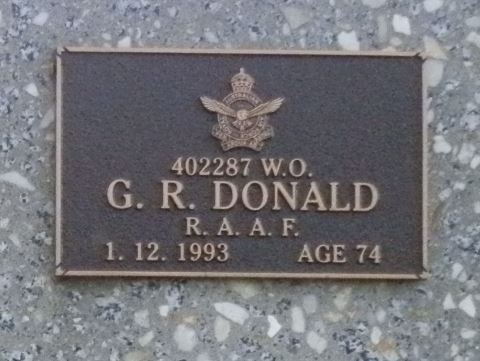 402287 W.O.
G. R. DONALD
R. A. A. F.
1. 12. 1993 AGE 74